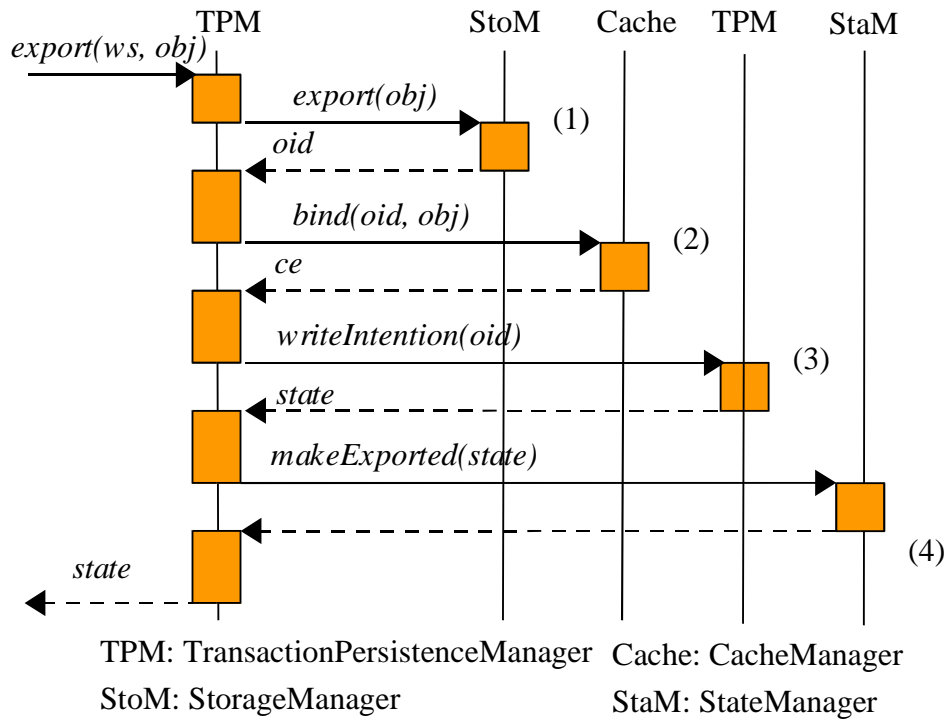 TPM StoM Cache TPM StaM
export(ws, obj)
export(obj)
(1)
oid
bind(oid, obj)
(2)
ce
writeIntention(oid)
(3)
state
makeExported(state)
(4)
state
TPM: TransactionPersistenceManager Cache: CacheManager
StoM: StorageManager StaM: StateManager